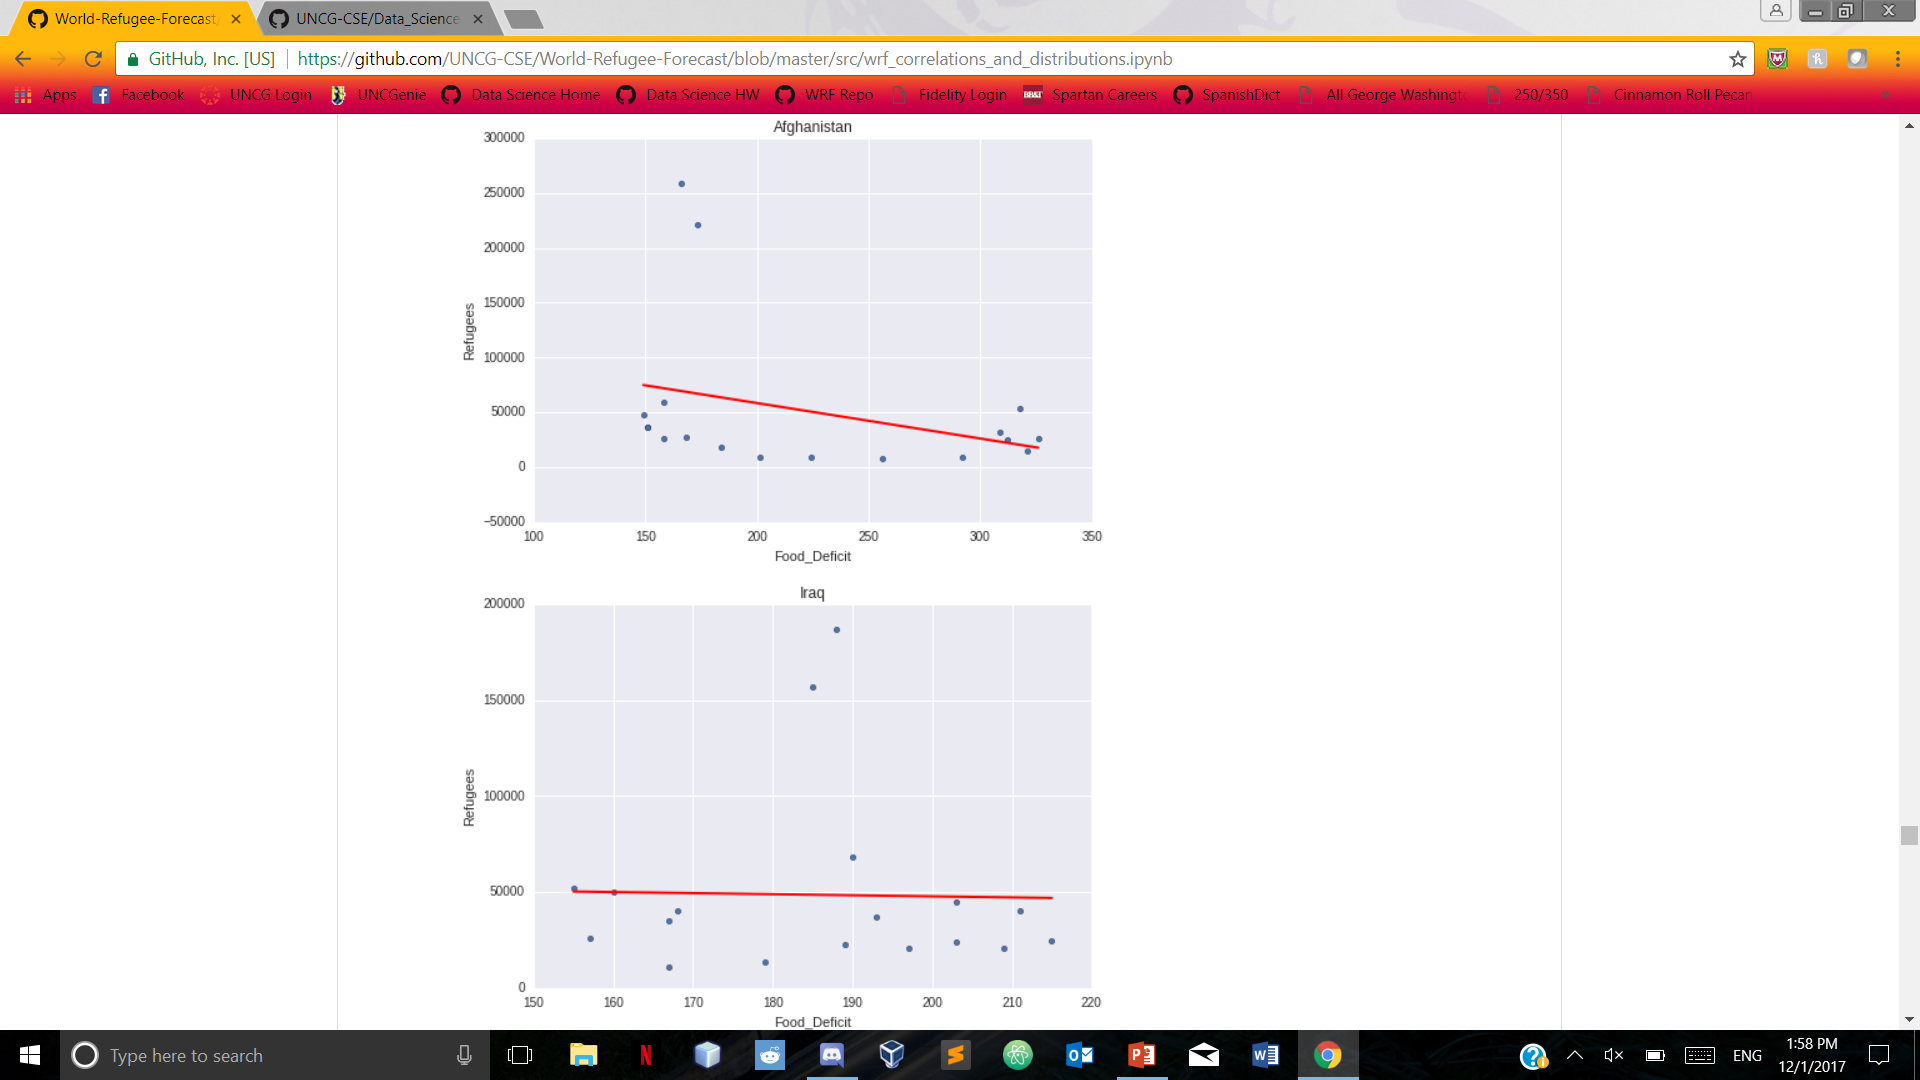 World-Refugee-Forecast
UNCG-CSE/Data_Science
GitHub, Inc. [US]
https://github.com/UNCG-CSE/World-Refugee-Forecast/blob/master/src/wrf_correlations_and_distributions.ipynb
Apps Facebook UNCG Login UNCGenie Data Science Home Data Science HW WRF Repo Fidelity Login BB&T Spartan Careers SpanishDict All George Washingt 250/350 Cinnamon Roll Pecan
Afghanistan
300000
250000
200000
150000
100000
50000
0
−50000
Refugees
100 150 200 250 300 350
Food_Deficit
Iraq
200000
150000
100000
50000
0
Refugees
150 160 170 180 190 200 210 220
Food_Deficit
Type here to search
ENG
1:58 PM
12/1/2017